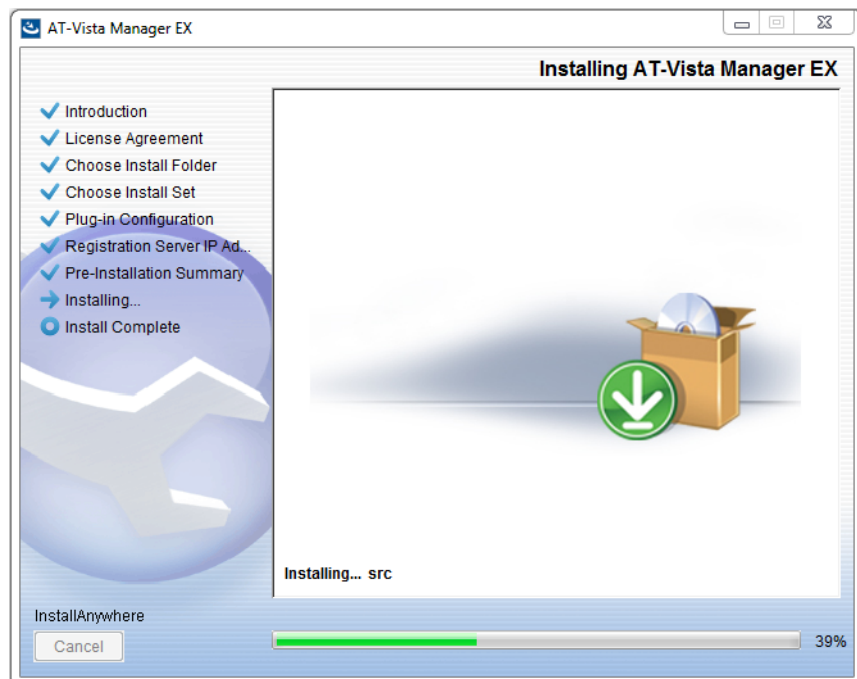 AT-Vista Manager EX
Installing AT-Vista Manager EX
Introduction
License Agreement
Choose Install Folder
Choose Install Set
Plug-in Configuration
Registration Server IP Ad...
Pre-Installation Summary
Installing...
Install Complete
Installing... src
InstallAnywhere
Cancel
39%